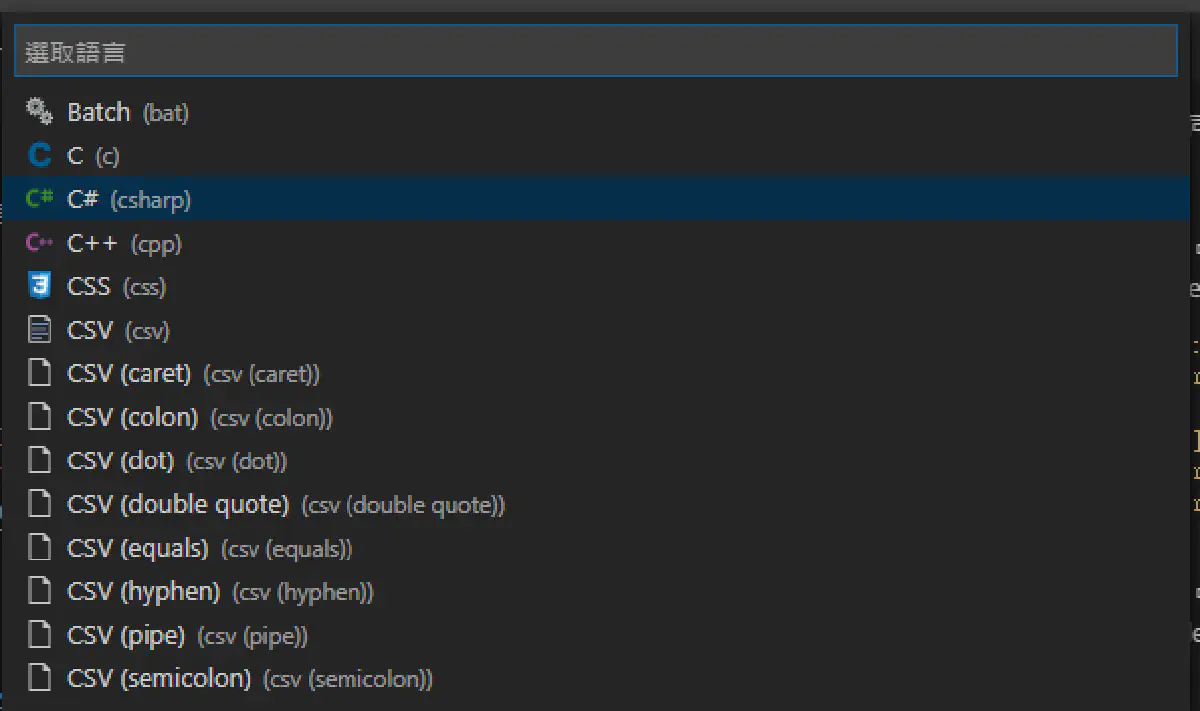 選取語言
Batch (bat)
C (c)
C# (csharp)
C++ (cpp)
CSS (css)
CSV (csv)
CSV (caret) (csv (caret))
CSV (colon) (csv (colon))
CSV (dot) (csv (dot))
CSV (double quote) (csv (double quote))
CSV (equals) (csv (equals))
CSV (hyphen) (csv (hyphen))
CSV (pipe) (csv (pipe))
CSV (semicolon) (csv (semicolon))